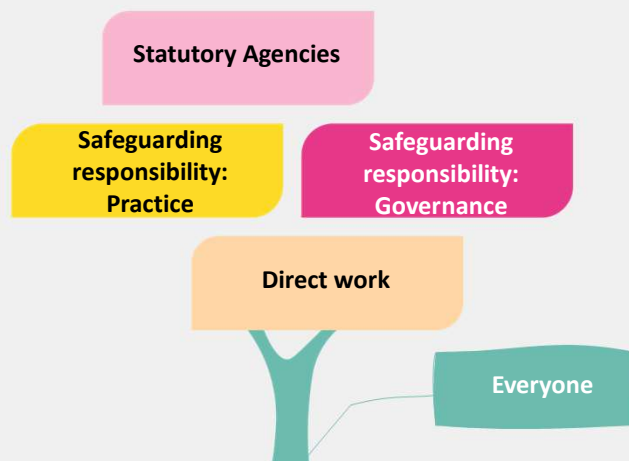 Statutory Agencies
Safeguarding
responsibility:
Practice
Safeguarding
responsibility:
Governance
Direct work
Everyone